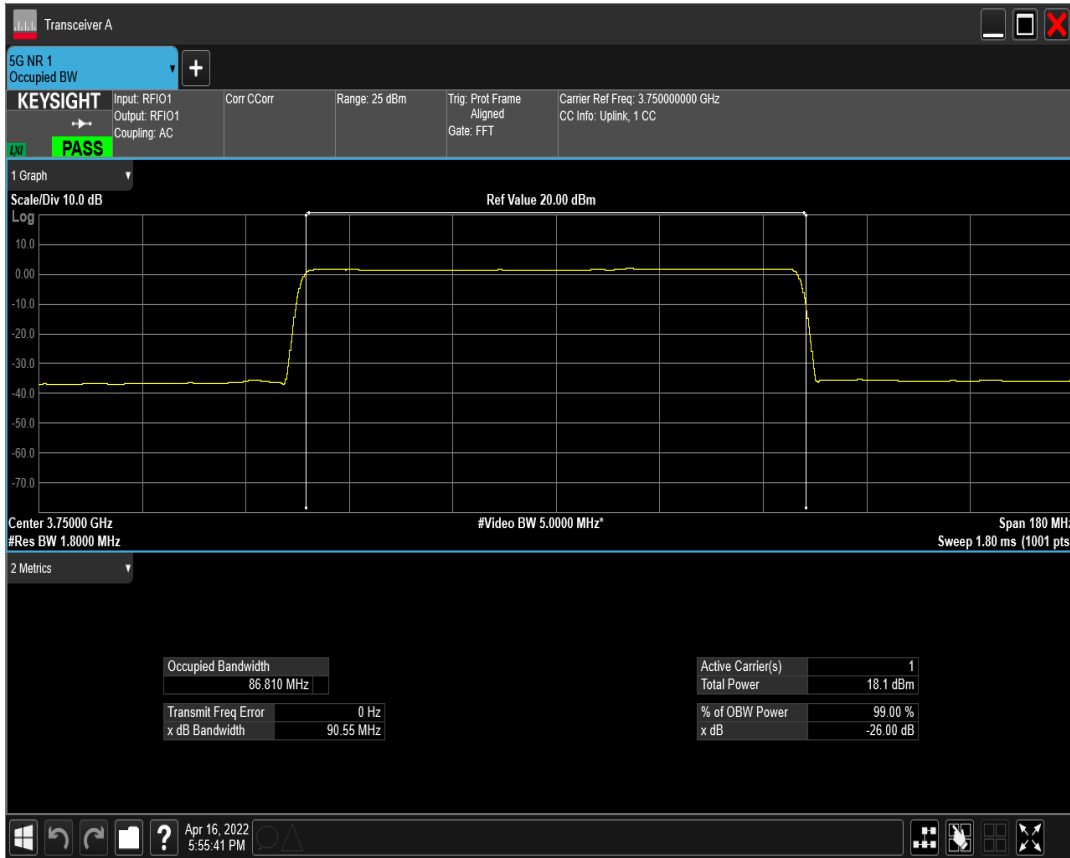 Transceiver A
5G NR 1
Occupied BW
KEYSIGHT
LXI
PASS
Input: RFIO1
Output: RFIO1
Coupling: AC
Corr CCorr
Range: 25 dBm
Trig: Prot Frame
Aligned
Gate: FFT
Carrier Ref Freq: 3.750000000 GHz
CC Info: Uplink, 1 CC
1 Graph
Scale/Div 10.0 dB
Ref Value 20.00 dBm
Log
10.0
0.00
-10.0
-20.0
-30.0
-40.0
-50.0
-60.0
-70.0
Center 3.75000 GHz
#Video BW 5.0000 MHz*
Span 180 MHz
#Res BW 1.8000 MHz
Sweep 1.80 ms (1001 pts
2 Metrics
Occupied Bandwidth
86.810 MHz
Transmit Freq Error 0 Hz
x dB Bandwidth 90.55 MHz
Active Carrier(s) 1
Total Power 18.1 dBm
% of OBW Power 99.00 %
x dB -26.00 dB
Apr 16, 2022
5:55:41 PM